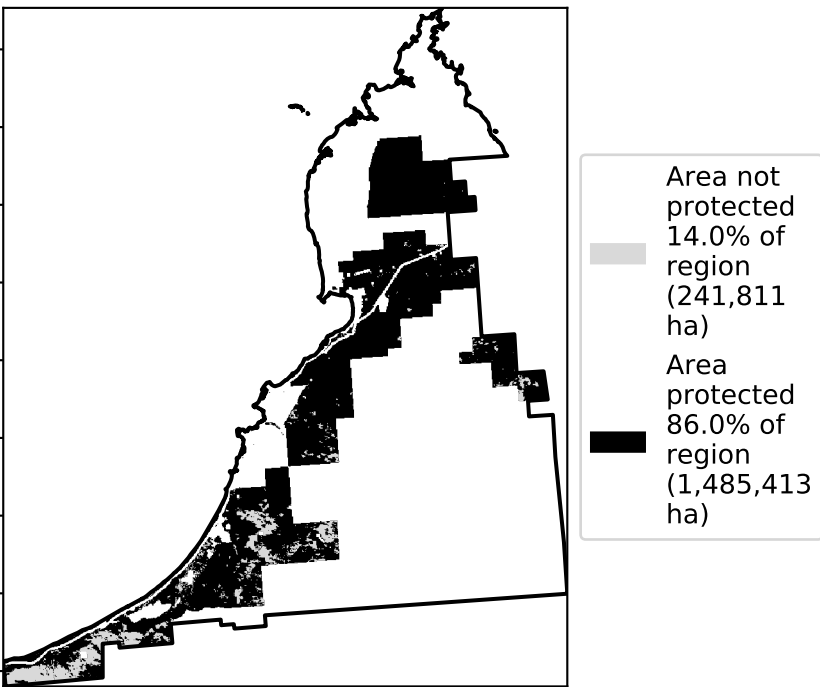 Area not
protected
14.0% of
region
(241,811
ha)
Area
protected
86.0% of
region
(1,485,413
ha)